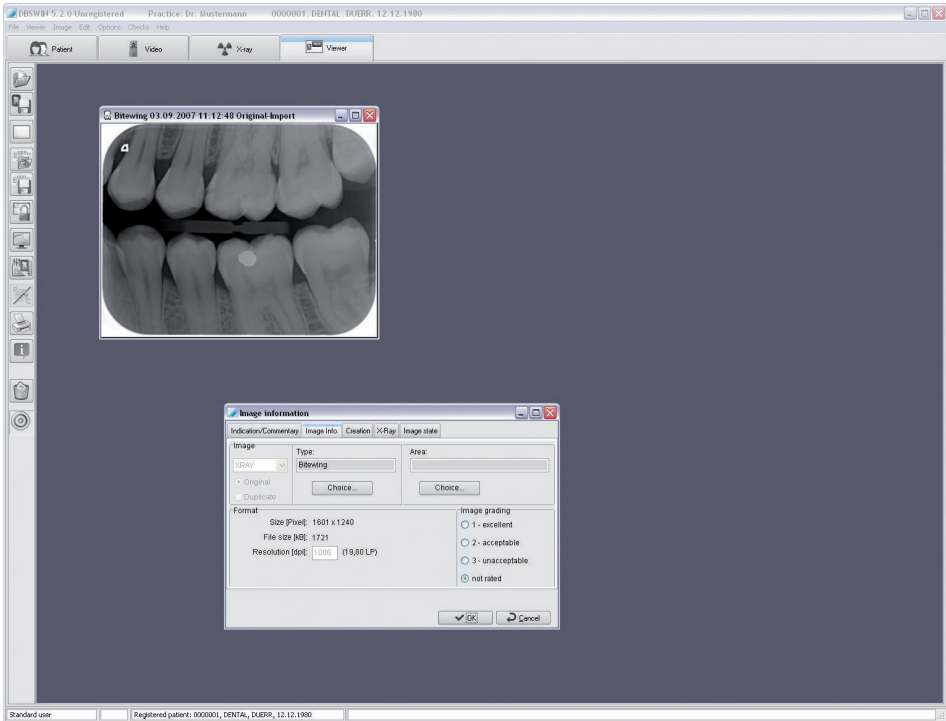 DBSWIN 5.2.0 Unregistered Practice: Dr. Mustermann 0000001, DENTAL, DUERR, 12.12.1980
File Viewer Image Edit Options Checks Help
Patient Video X-ray Viewer
Bitewing 03.09.2007 11:12:48 Original-Import
Image information
Indication/Commentary Image Info. Creation X-Ray Image state
Image Type: Area:
XRAY Bitewing
Original
Choice... Choice...
Duplicate
Format Image grading
Size [Pixel]: 1601 x 1240 1 - excellent
File size [kB]: 1721 2 - acceptable
Resolution [dpi]: 1006 (19,80 LP) 3 - unacceptable
not rated
OK Cancel
Standard user Registered patient: 0000001, DENTAL, DUERR, 12.12.1980